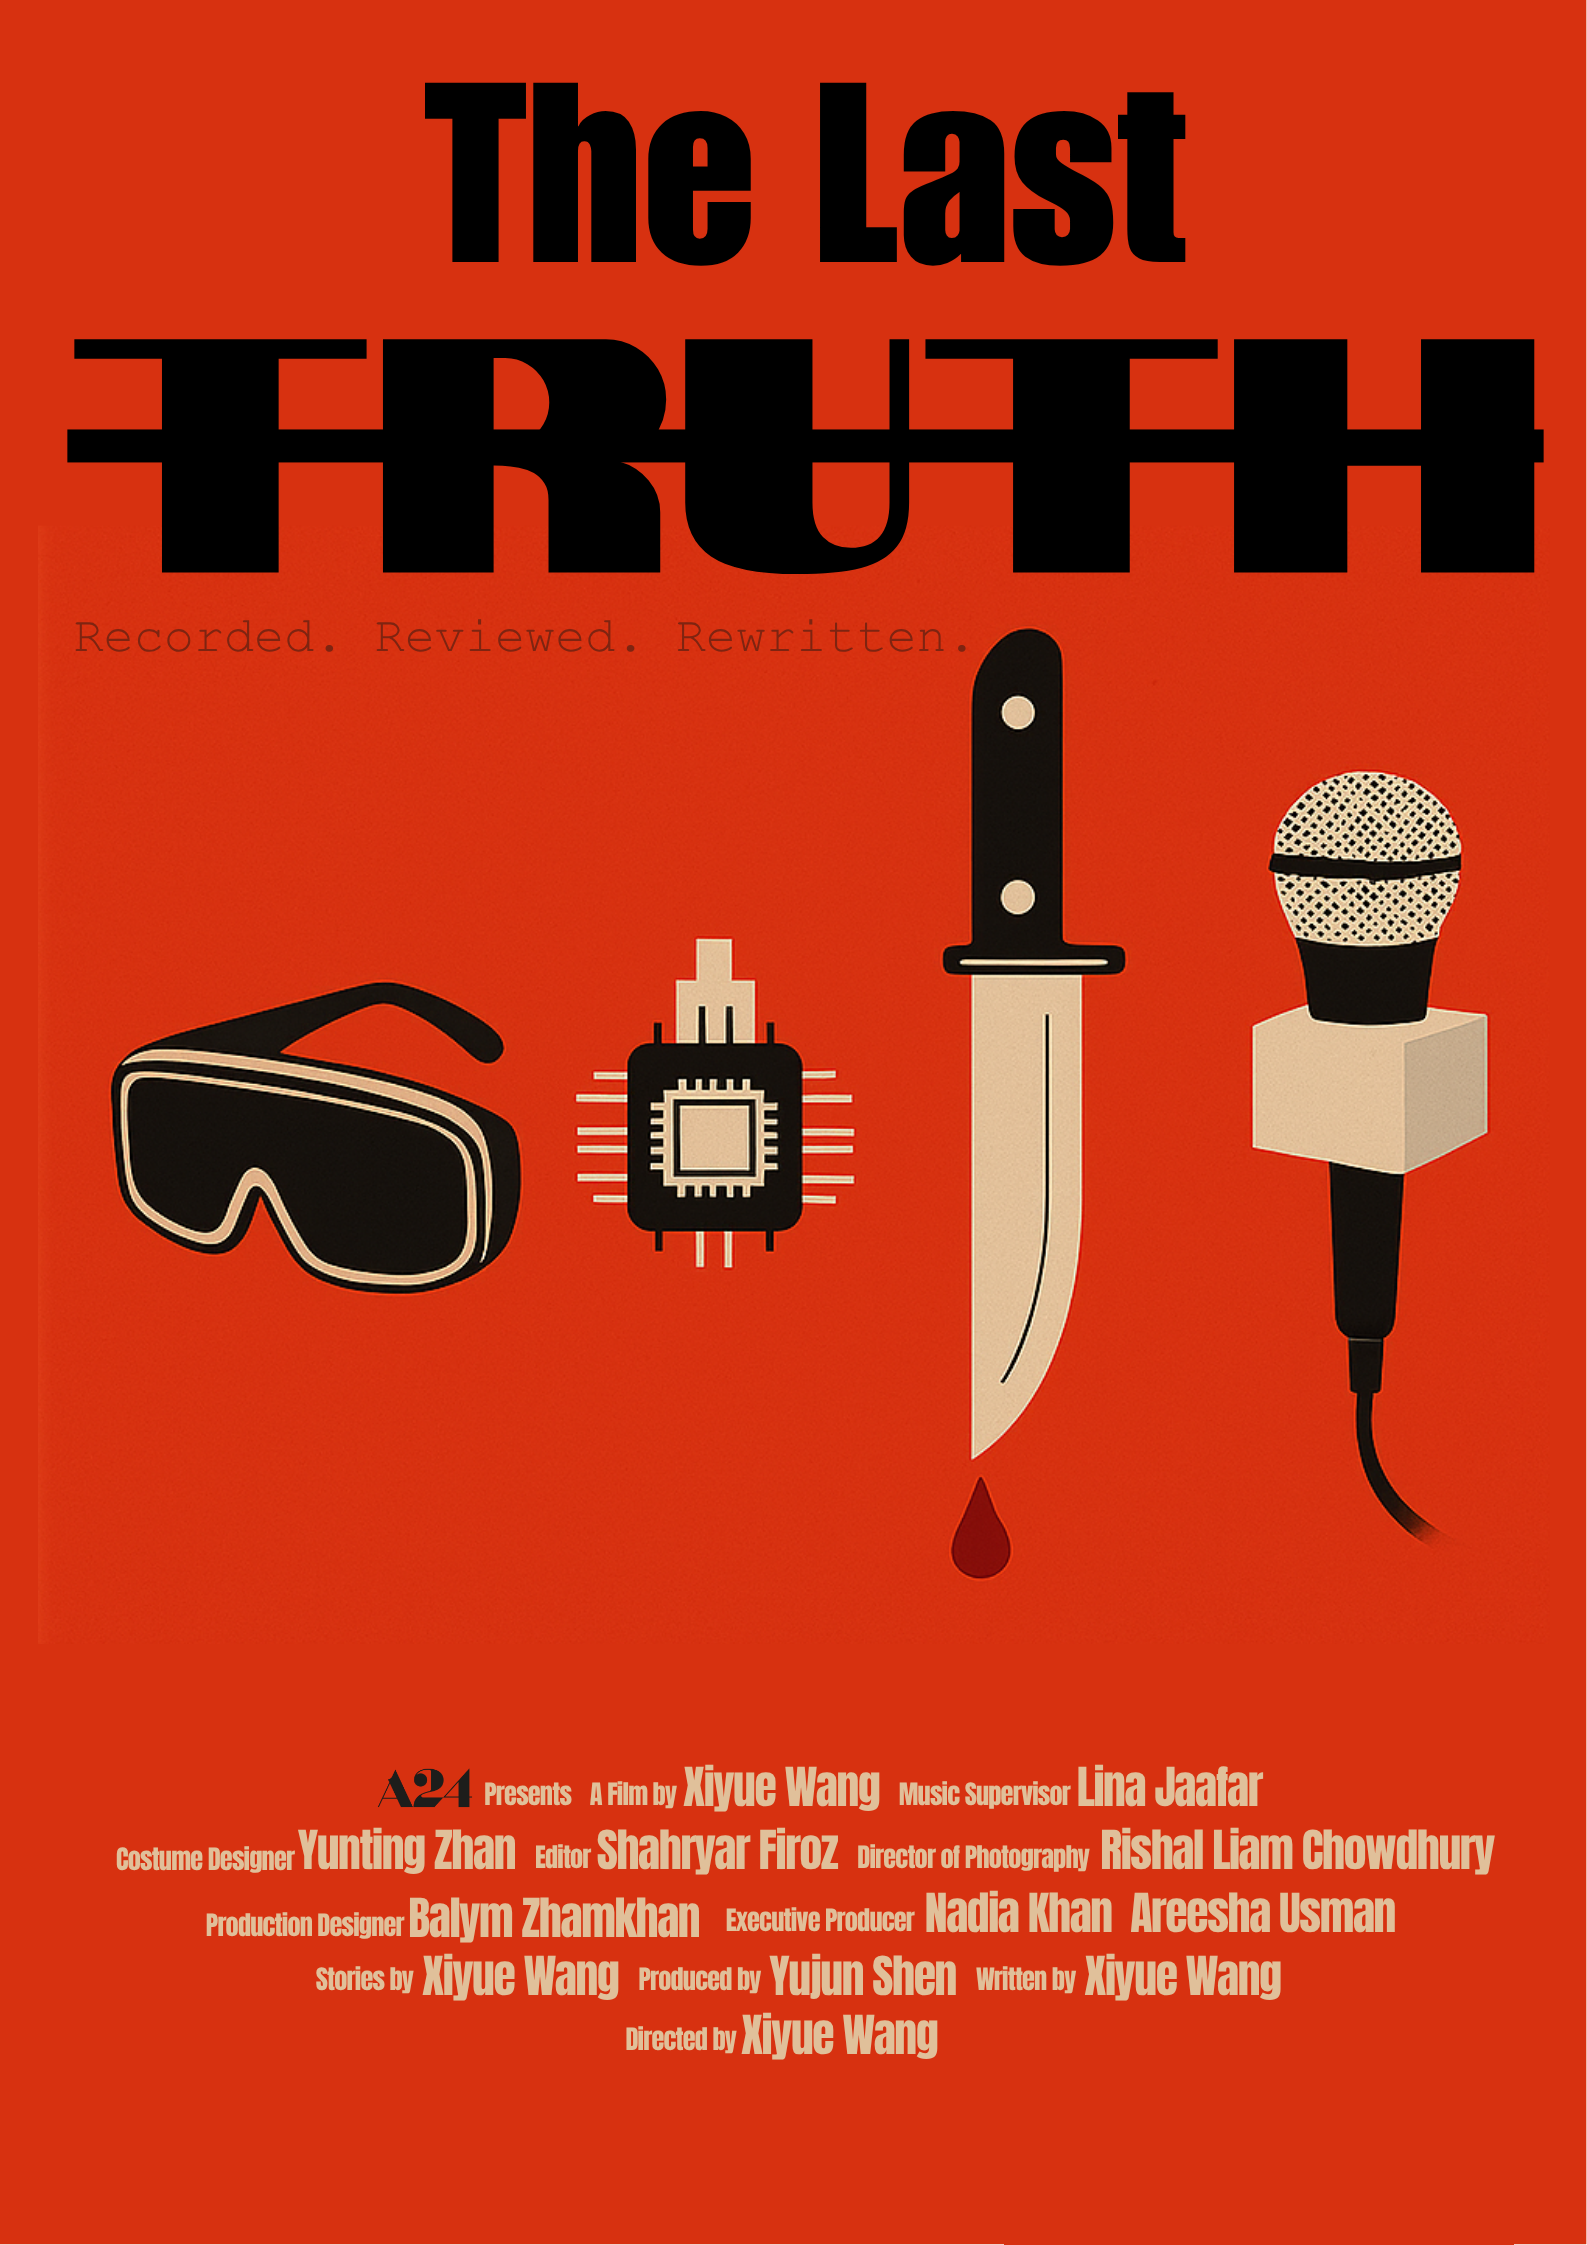 The Last
TRUTH
Recorded. Reviewed. Rewritten.
A24 Presents A Film by Xiyue Wang Music Supervisor Lina Jaafar
Costume Designer Yunting Zhan Editor Shahryar Firoz Director of Photography Rishal Liam Chowdhury
Production Designer Balym Zhamkhan Executive Producer Nadia Khan Areesha Usman
Stories by Xiyue Wang Produced by Yujun Shen Written by Xiyue Wang
Directed by Xiyue Wang